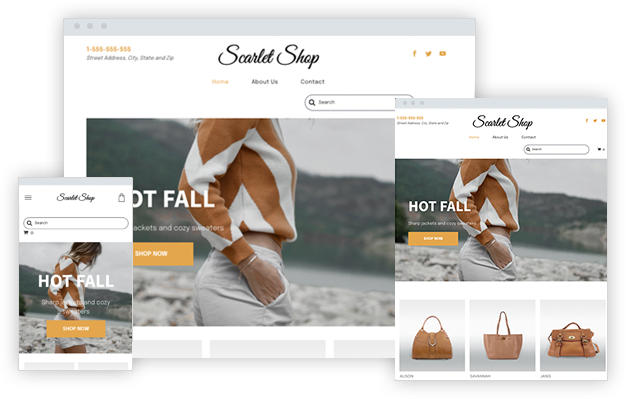 1-555-555-555
Street Address, City, State and Zip
Scarlet Shop
Home About Us Contact
Search
HOT FALL
jackets and cozy sweaters
SHOP NOW
1-555-555-555
Street Address, City, State and Zip
Scarlet Shop
Home About Us Contact
Search
0
HOT FALL
Sharp jackets and cozy sweaters
SHOP NOW
ALISON SAVANNAH JANIS
Scarlet Shop
Search
0
HOT FALL
Sharp jackets and cozy
sweaters
SHOP NOW